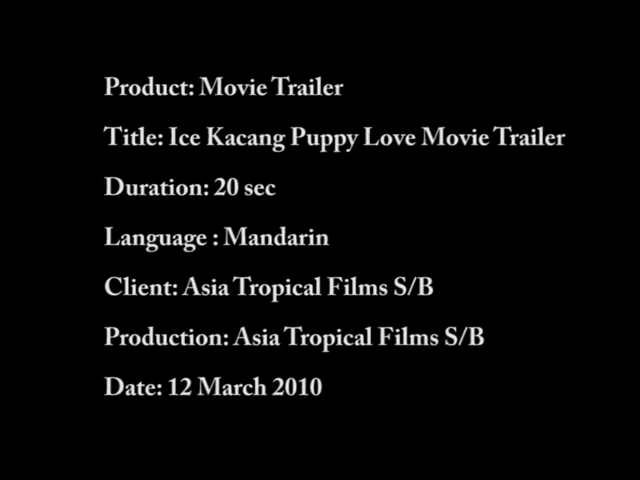 Product: Movie Trailer
Title: Ice Kacang Puppy Love Movie Trailer
Duration: 20 sec
Language : Mandarin
Client: Asia Tropical Films S/B
Production: Asia Tropical Films S/B
Date: 12 March 2010